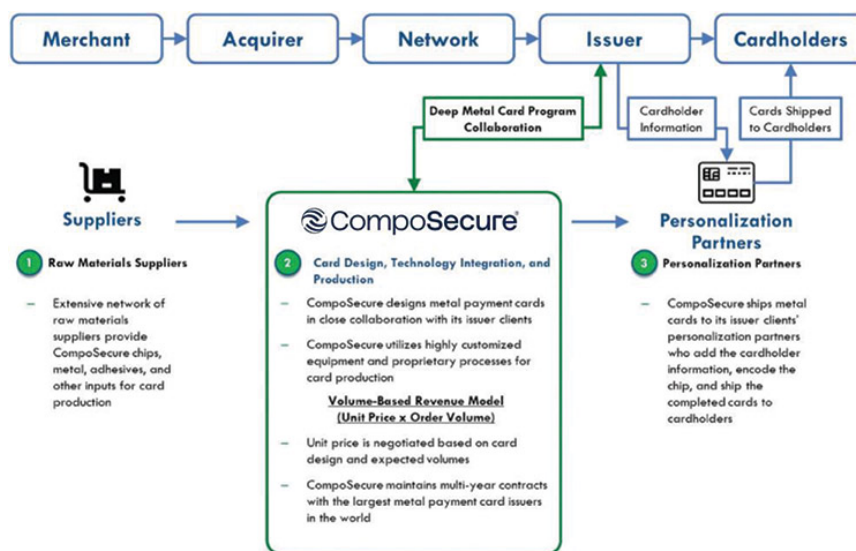 Merchant
Acquirer
Network
Issuer
Cardholders
Deep Metal Card Program
Collaboration
Cardholder
Information
Cards Shipped
to Cardholders
Suppliers
CompoSecure®
Personalization
Partners
1 Raw Materials Suppliers
– Extensive network of
raw materials
suppliers provide
CompoSecure chips,
metal, adhesives, and
other inputs for card
production
2 Card Design, Technology Integration, and
Production
– CompoSecure designs metal payment cards
in close collaboration with its issuer clients
– CompoSecure utilizes highly customized
equipment and proprietary processes for
card production
Volume-Based Revenue Model
(Unit Price x Order Volume)
– Unit price is negotiated based on card
design and expected volumes
– CompoSecure maintains multi-year contracts
with the largest metal payment card issuers
in the world
3 Personalization Partners
– CompoSecure ships metal
cards to its issuer clients'
personalization partners
who add the cardholder
information, encode the
chip, and ship the
completed cards to
cardholders